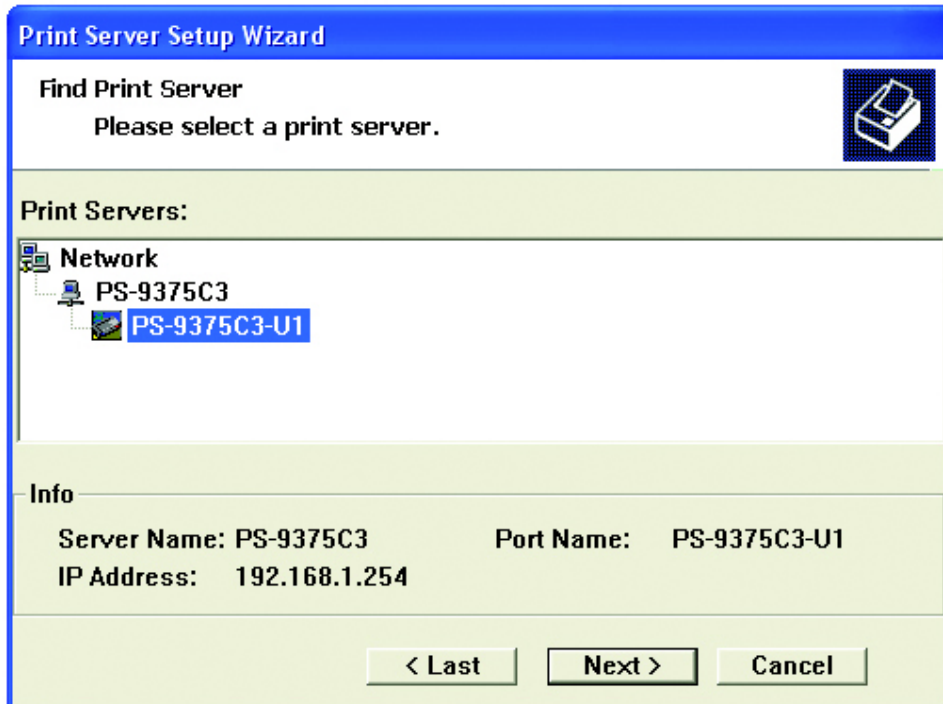 Print Server Setup Wizard
Find Print Server
Please select a print server.
Print Servers:
Network
PS-9375C3
PS-9375C3-U1
Info
Server Name: PS-9375C3 Port Name: PS-9375C3-U1
IP Address: 192.168.1.254
< Last Next > Cancel